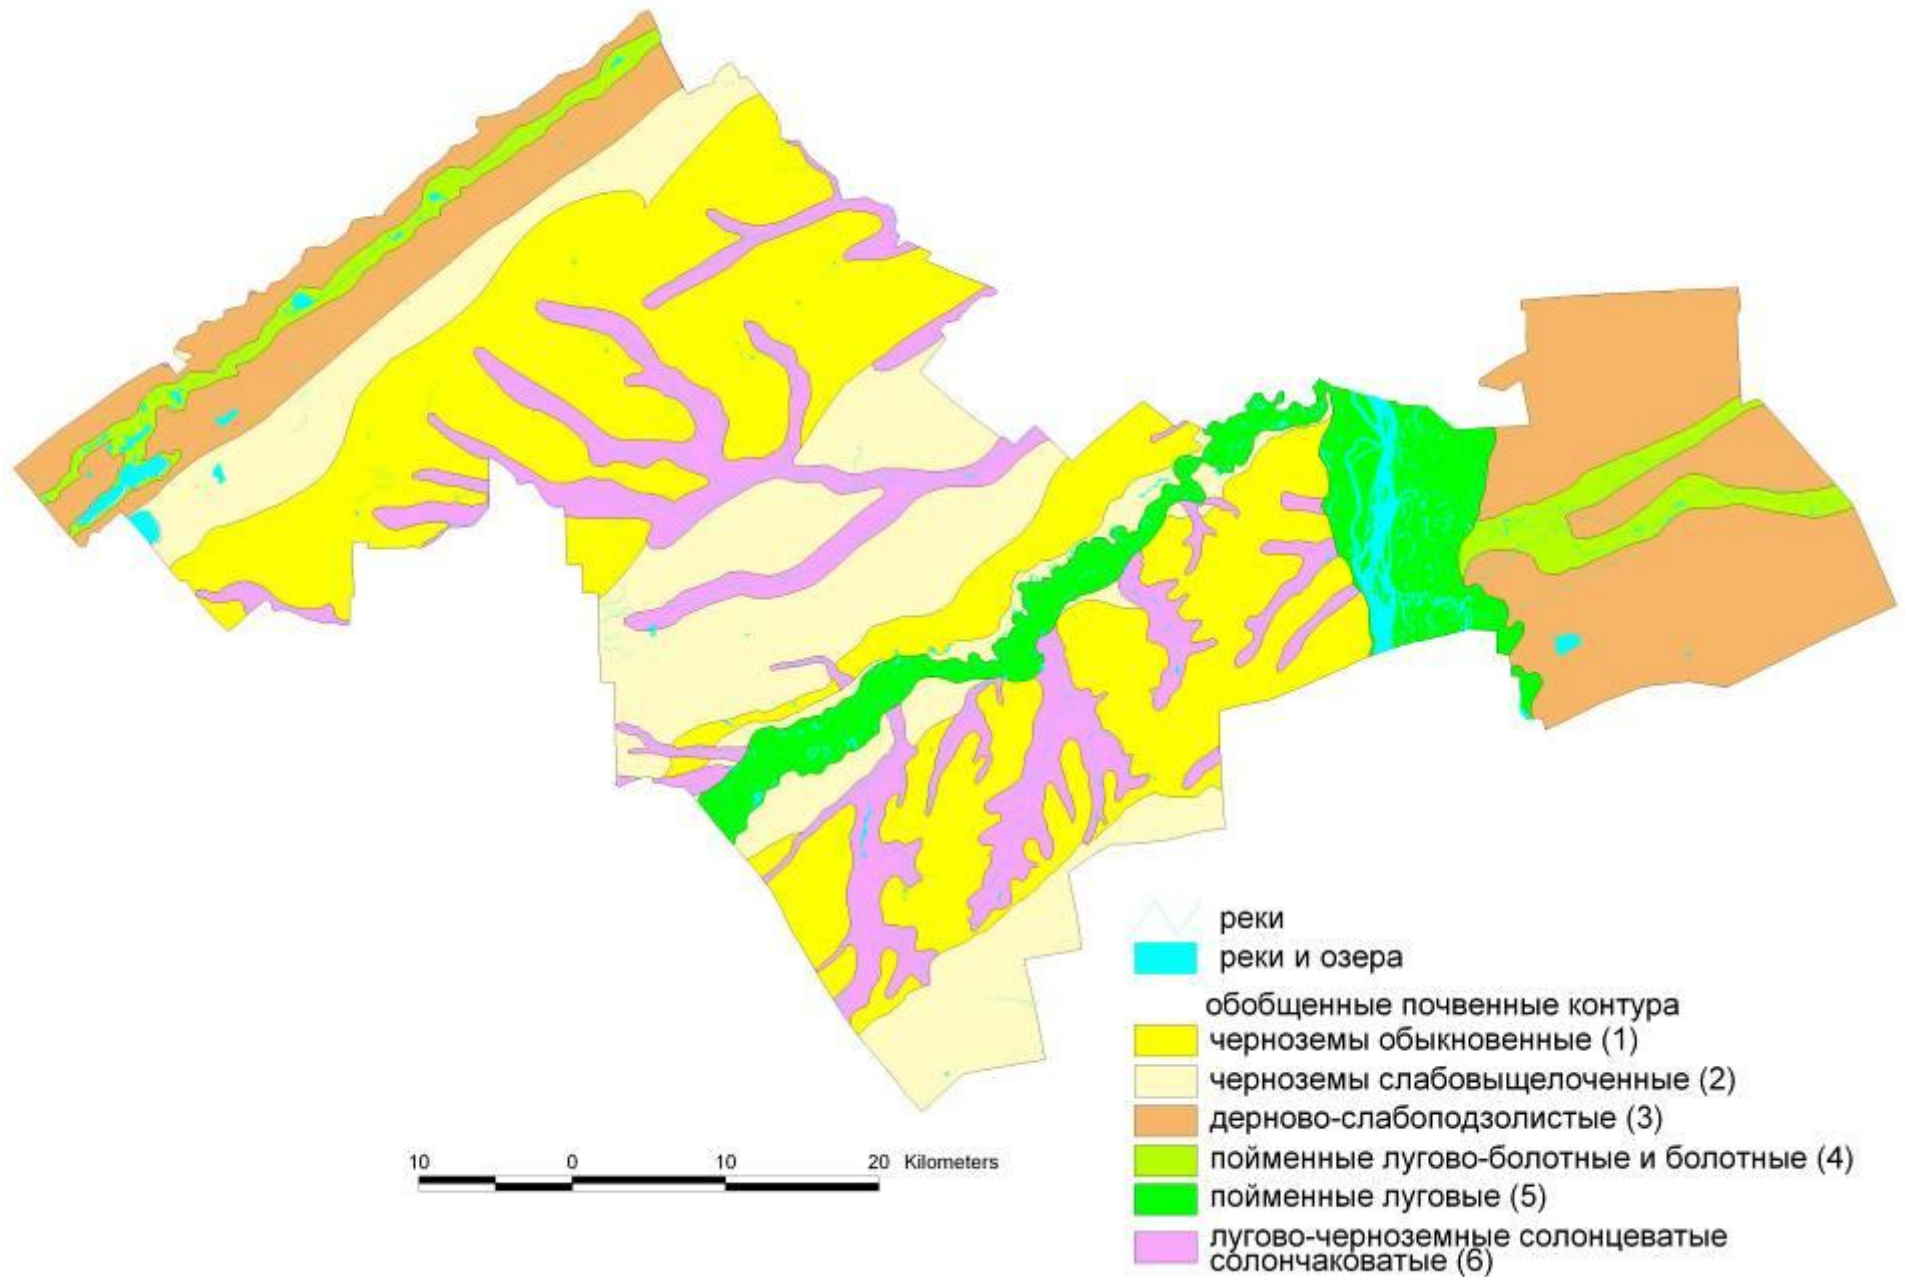 реки
реки и озера
обобщенные почвенные контура
черноземы обыкновенные (1)
черноземы слабовыщелоченные (2)
дерново-слабоподзолистые (3)
пойменные лугово-болотные и болотные (4)
пойменные луговые (5)
лугово-черноземные солонцеватые
солончаковатые (6)
10 0 10 20 Kilometers